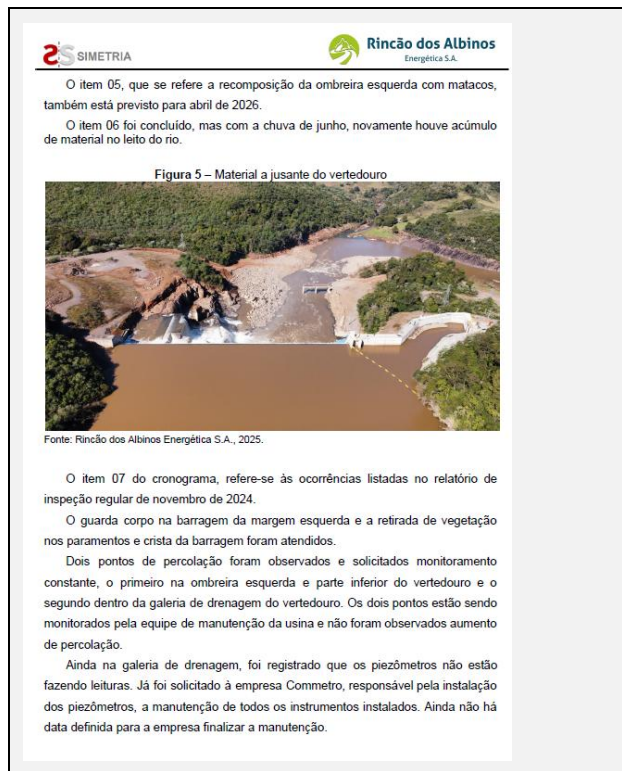 SIMETRIA
Rincão dos Albinos
Energética S.A.
O item 05, que se refere a recomposição da ombreira esquerda com matacos,
também está previsto para abril de 2026.
O item 06 foi concluído, mas com a chuva de junho, novamente houve acúmulo
de material no leito do rio.
Figura 5 – Material a jusante do vertedouro
Fonte: Rincão dos Albinos Energética S.A., 2025.
O item 07 do cronograma, refere-se às ocorrências listadas no relatório de
inspeção regular de novembro de 2024.
O guarda corpo na barragem da margem esquerda e a retirada de vegetação
nos paramentos e crista da barragem foram atendidos.
Dois pontos de percolação foram observados e solicitados monitoramento
constante, o primeiro na ombreira esquerda e parte inferior do vertedouro e o
segundo dentro da galeria de drenagem do vertedouro. Os dois pontos estão sendo
monitorados pela equipe de manutenção da usina e não foram observados aumento
de percolação.
Ainda na galeria de drenagem, foi registrado que os piezômetros não estão
fazendo leituras. Já foi solicitado à empresa Commetro, responsável pela instalação
dos piezômetros, a manutenção de todos os instrumentos instalados. Ainda não há
data definida para a empresa finalizar a manutenção.